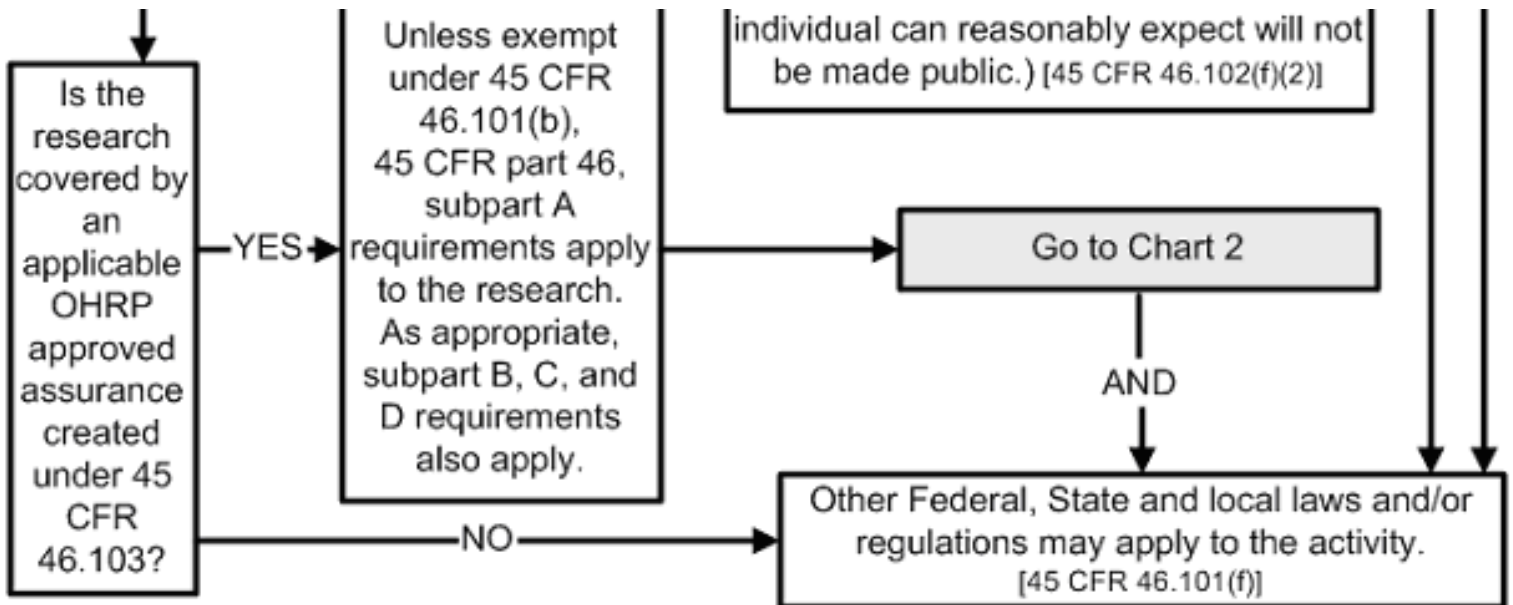 Is the
research
covered by
an
applicable
OHRP
approved
assurance
created
under 45
CFR
46.103?
YES
Unless exempt
under 45 CFR
46.101(b),
45 CFR part 46,
subpart A
requirements apply
to the research.
As appropriate,
subpart B, C, and
D requirements
also apply.
individual can reasonably expect will not
be made public.) [45 CFR 46.102(f)(2)]
Go to Chart 2
AND
NO
Other Federal, State and local laws and/or
regulations may apply to the activity.
[45 CFR 46.101(f)]